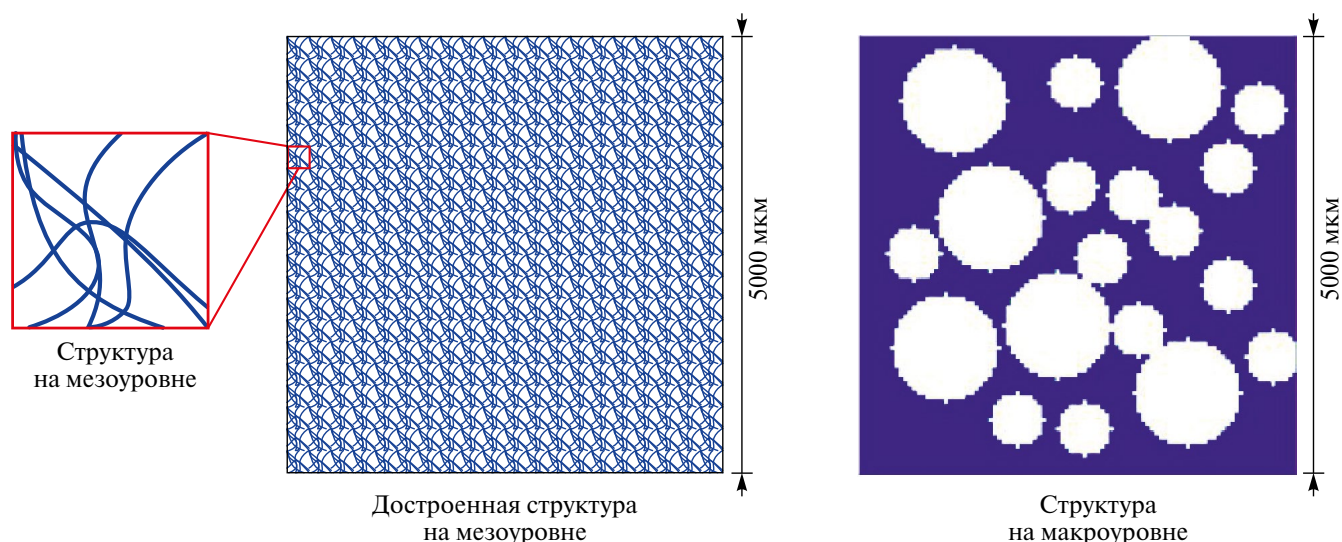 Структура
на мезоуровне
Достроенная структура
на мезоуровне
5000 мкм
Структура
на макроуровне
5000 мкм